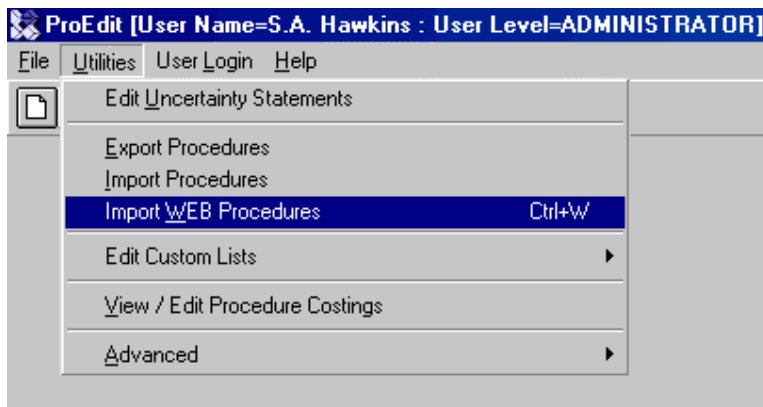 ProEdit [User Name=S.A. Hawkins : User Level=ADMINISTRATOR]
File Utilities User Login Help
Edit Uncertainty Statements
Export Procedures
Import Procedures
Import WEB Procedures Ctrl+W
Edit Custom Lists
View / Edit Procedure Costings
Advanced